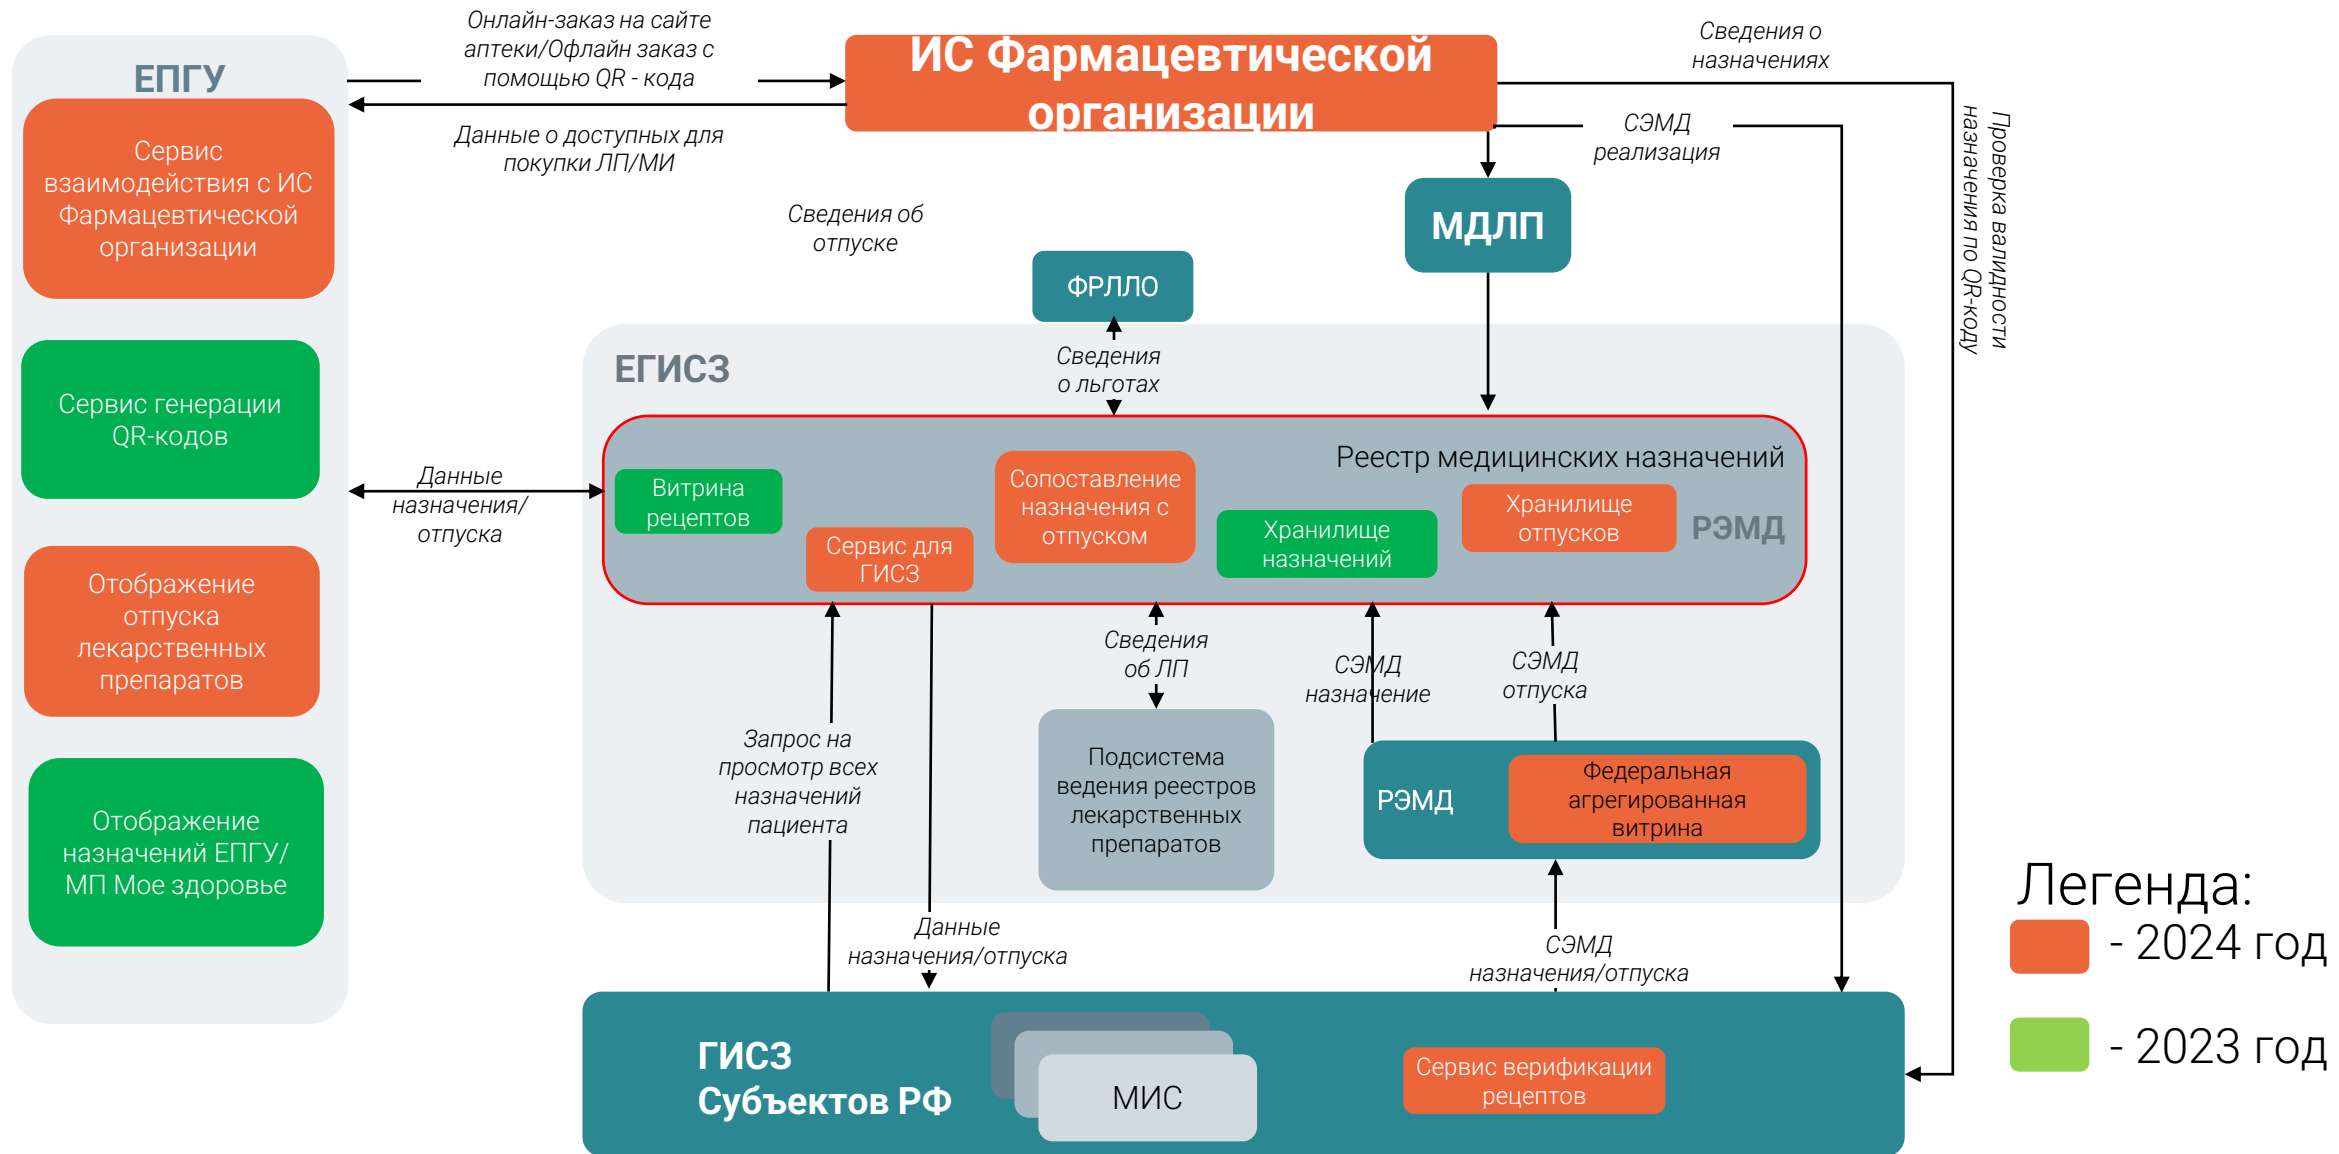 Онлайн-заказ на сайте
аптеки/Офлайн заказ с
помощью QR - кода
ИС Фармацевтической
организации
Сведения о
назначениях
ЕПГУ
Данные о доступных для
покупки ЛП/МИ
СЭМД
реализация
Проверка валидности
назначения по QR-коду
Сервис
взаимодействия с ИС
Фармацевтической
организации
Сведения об
отпуске
МДЛП
ФРЛЛО
Сведения
о льготах
ЕГИСЗ
Сервис генерации
QR-кодов
Данные
назначения/
отпуска
Реестр медицинских назначений
Витрина
рецептов
Сервис для
ГИСЗ
Сопоставление
назначения с
отпуском
Хранилище
назначений
Хранилище
отпусков
РЭМД
Отображение
отпуска
лекарственных
препаратов
Сведения
об ЛП
СЭМД
назначение
СЭМД
отпуска
Запрос на
просмотр всех
назначений
пациента
Подсистема
ведения реестров
лекарственных
препаратов
РЭМД
Федеральная
агрегированная
витрина
Отображение
назначений ЕПГУ/
МП Мое здоровье
Данные
назначения/отпуска
СЭМД
назначения/отпуска
Легенда:
- 2024 год
- 2023 год
ГИСЗ
Субъектов РФ
МИС
Сервис верификации
рецептов